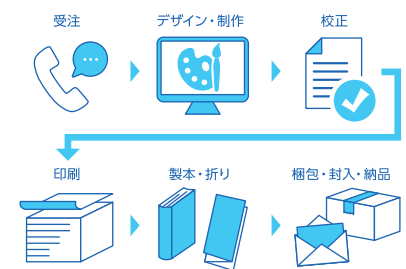 受注
デザイン・制作
校正
印刷
製本・折り
梱包・封入・納品